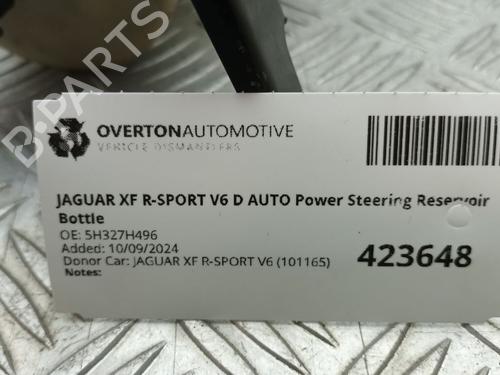 B-PARTS
OVERTONAUTOMOTIVE
VEHICLE DISMANTLERS
JAGUAR XF R-SPORT V6 D AUTO Power Steering Reservoir
Bottle
OE: 5H327H496
Added: 10/09/2024
Donor Car: JAGUAR XF R-SPORT V6 (101165)
Notes:
423648